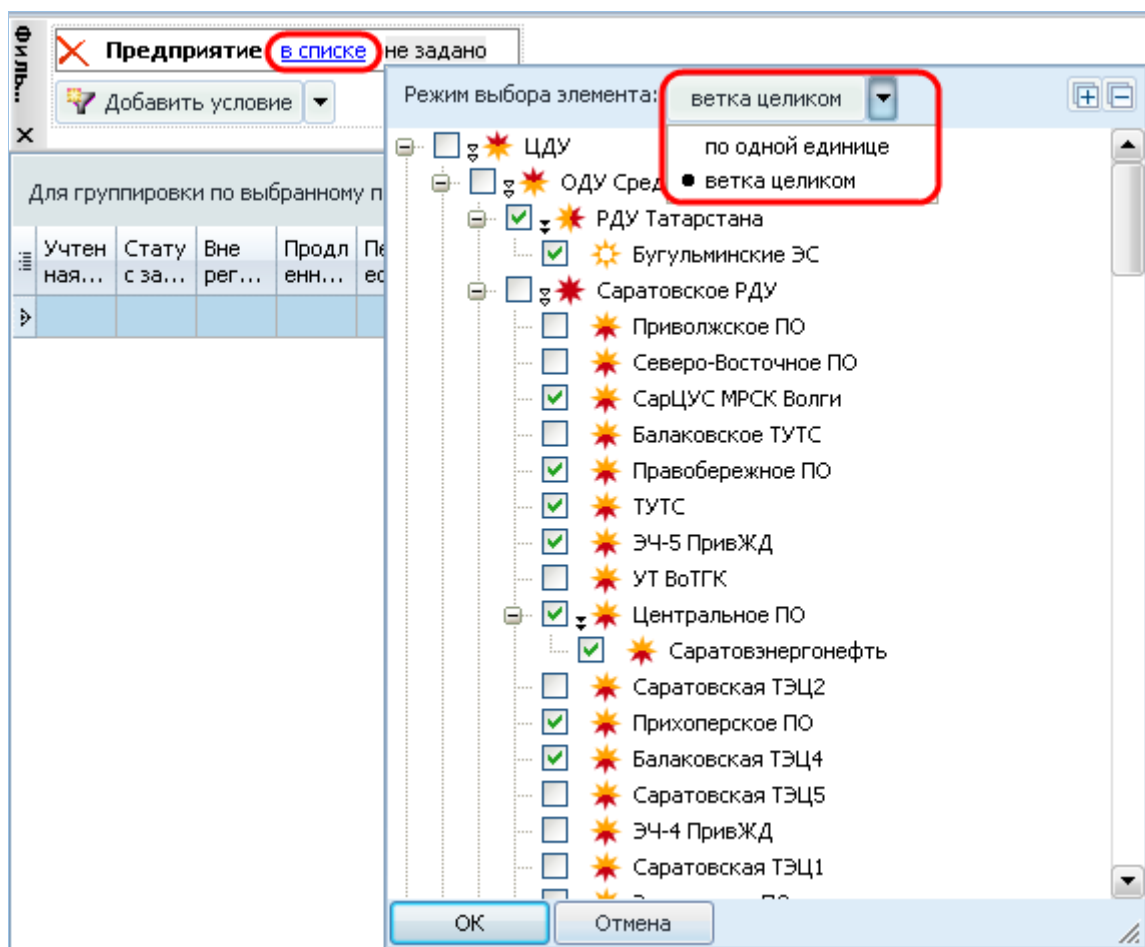 Филь...
Предприятие в списке не задано
Добавить условие
Режим выбора элемента: ветка целиком
по одной единице
ветка целиком
ЦДУ
ОДУ Сред
РДУ Татарстана
Бугульминские ЭС
Саратовское РДУ
Приволжское ПО
Северо-Восточное ПО
СарЦУС МРСК Волги
Балаковское ТУТС
Правобережное ПО
ТУТС
ЭЧ-5 ПривЖД
УТ ВоТГК
Центральное ПО
Саратовэнергонефть
Саратовская ТЭЦ2
Прихоперское ПО
Балаковская ТЭЦ4
Саратовская ТЭЦ5
ЭЧ-4 ПривЖД
Саратовская ТЭЦ1
Для группировки по выбранному п
Учтен Стату Вне Продл Пе
ная... с за... рег... енн... ес
ОК Отмена